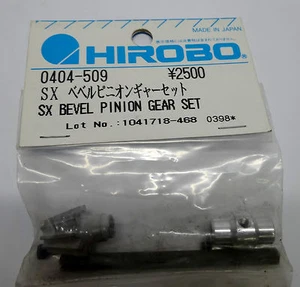 MADE IN JAPAN
HIROBO®
0404-509 ¥2500
SX ベベルピニオンギャーセット
SX BEVEL PINION GEAR SET
Lot No.:1041718-468 0398*